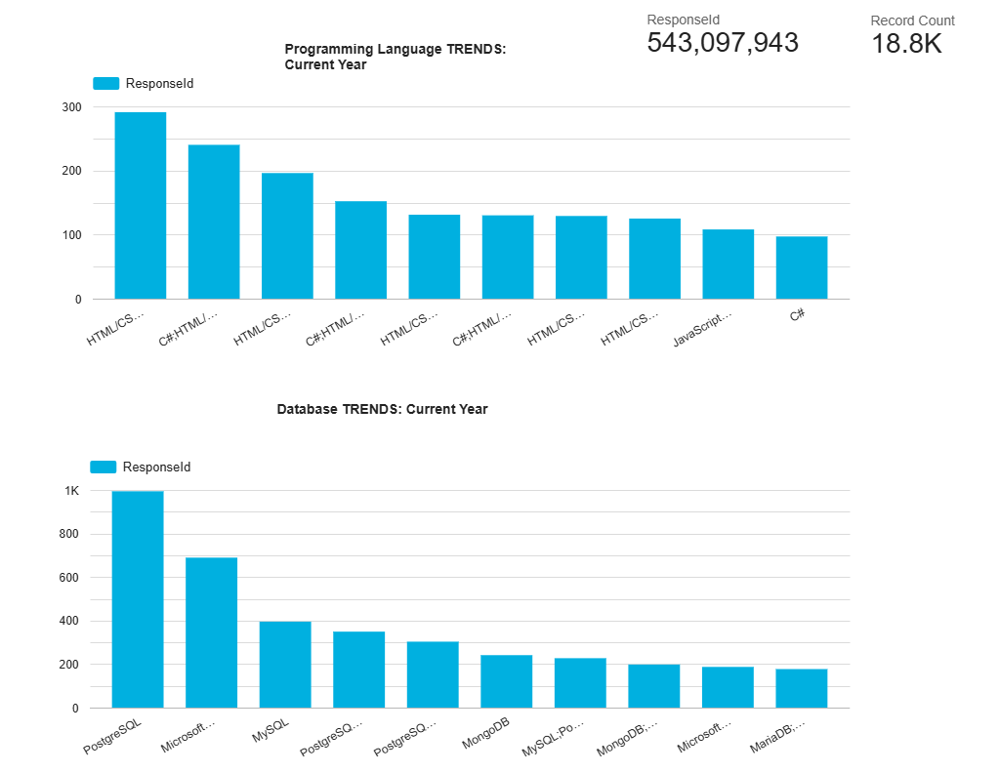 ResponseId
543,097,943
Record Count
18.8K
Programming Language TRENDS:
Current Year
ResponseId
300
200
100
0
HTML/CS...
C#;HTML/...
HTML/CS...
C#;HTML/...
HTML/CS...
C#;HTML/...
HTML/CS...
HTML/CS...
JavaScript...
C#
Database TRENDS: Current Year
ResponseId
1K
800
600
400
200
0
PostgreSQL
Microsoft...
MySQL
PostgreSQ...
PostgreSQ...
MongoDB
MySQL;Po...
MongoDB;...
Microsoft...
MariaDB;...